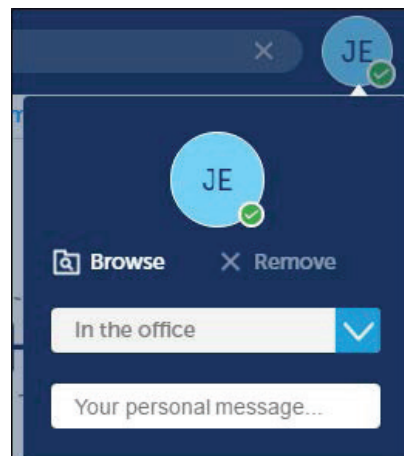 JE
JE
Browse
Remove
In the office
Your personal message...